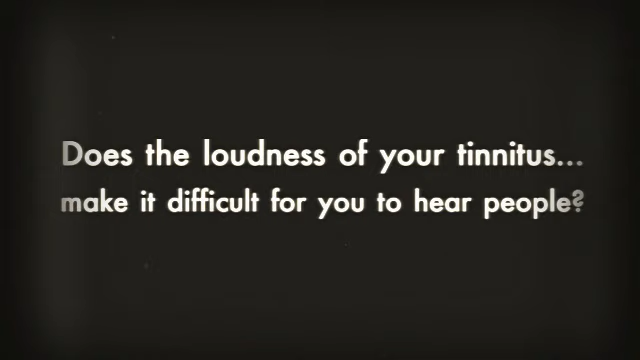 Does the loudness of your tinnitus...
make it difficult for you to hear people?